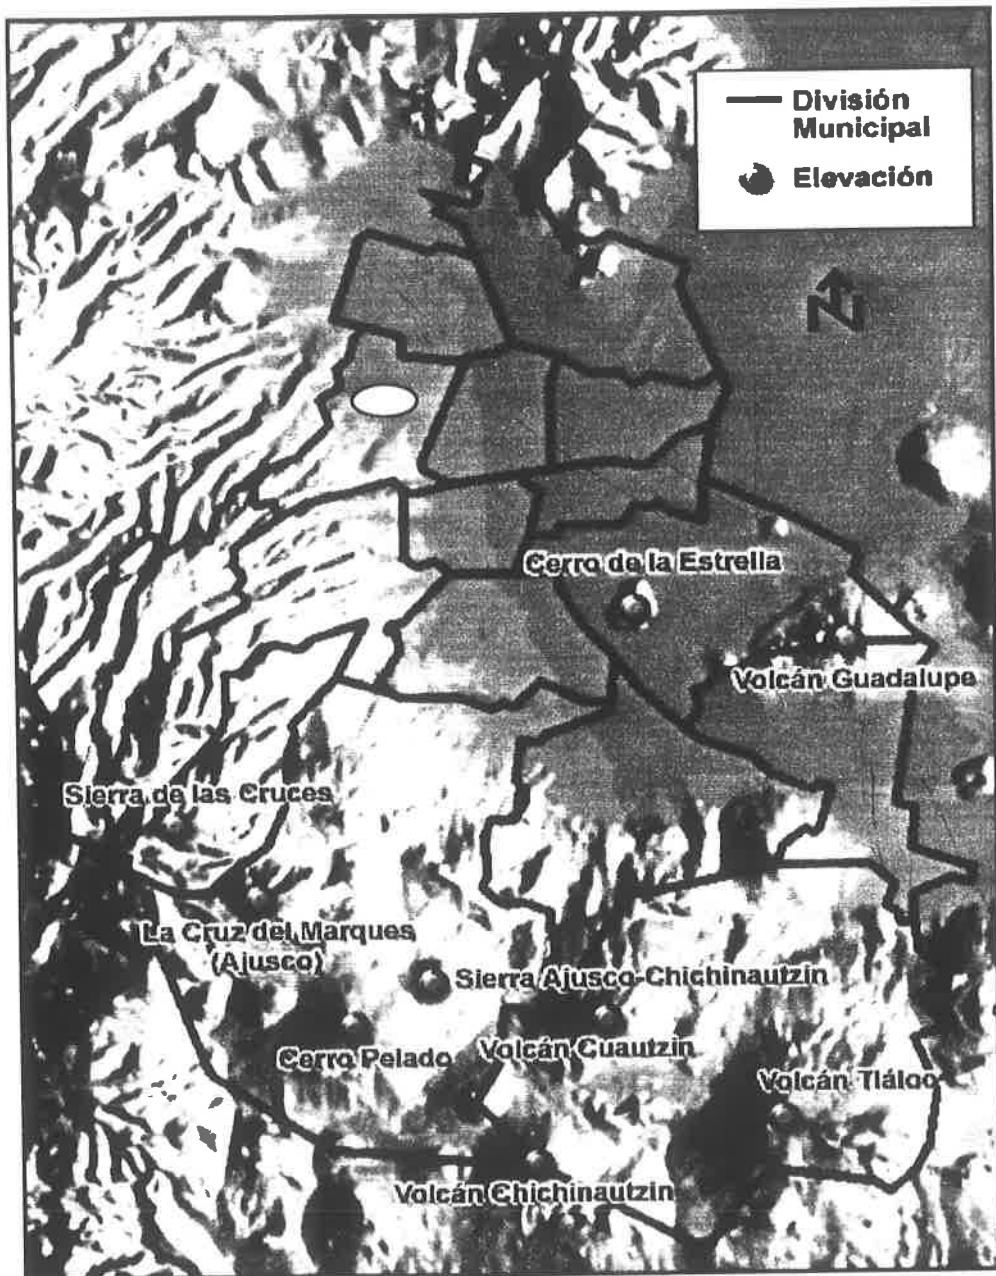 División
Municipal
Elevación
N
Cerro de la Estrella
Volcán Guadalupe
Sierra de las Cruces
La Cruz del Marques
(Ajusco)
Sierra Ajusco-Chichinautzin
Cerro Pelado
Volcán Cuautzin
Volcán Tláloc
Volcán Chichinautzin